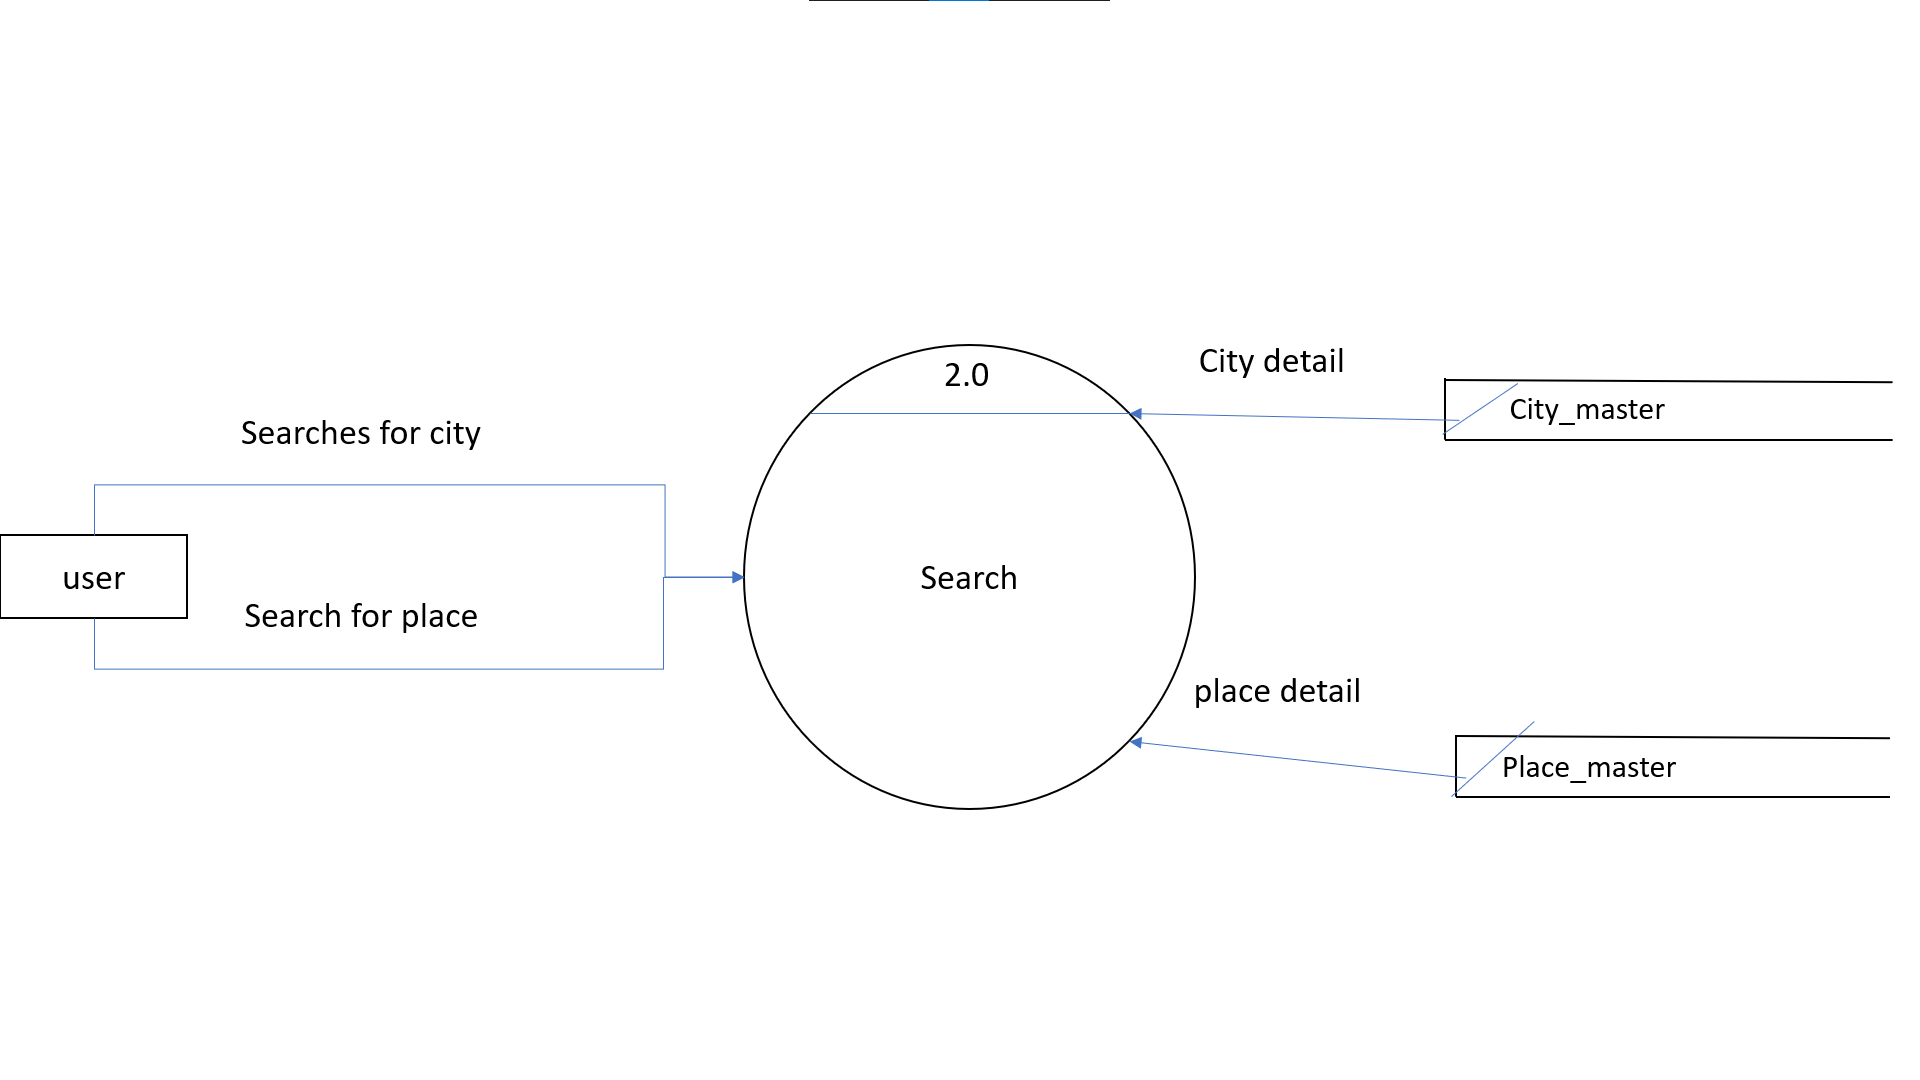 2.0
City detail
City_master
Searches for city
user
Search
Search for place
place detail
Place_master